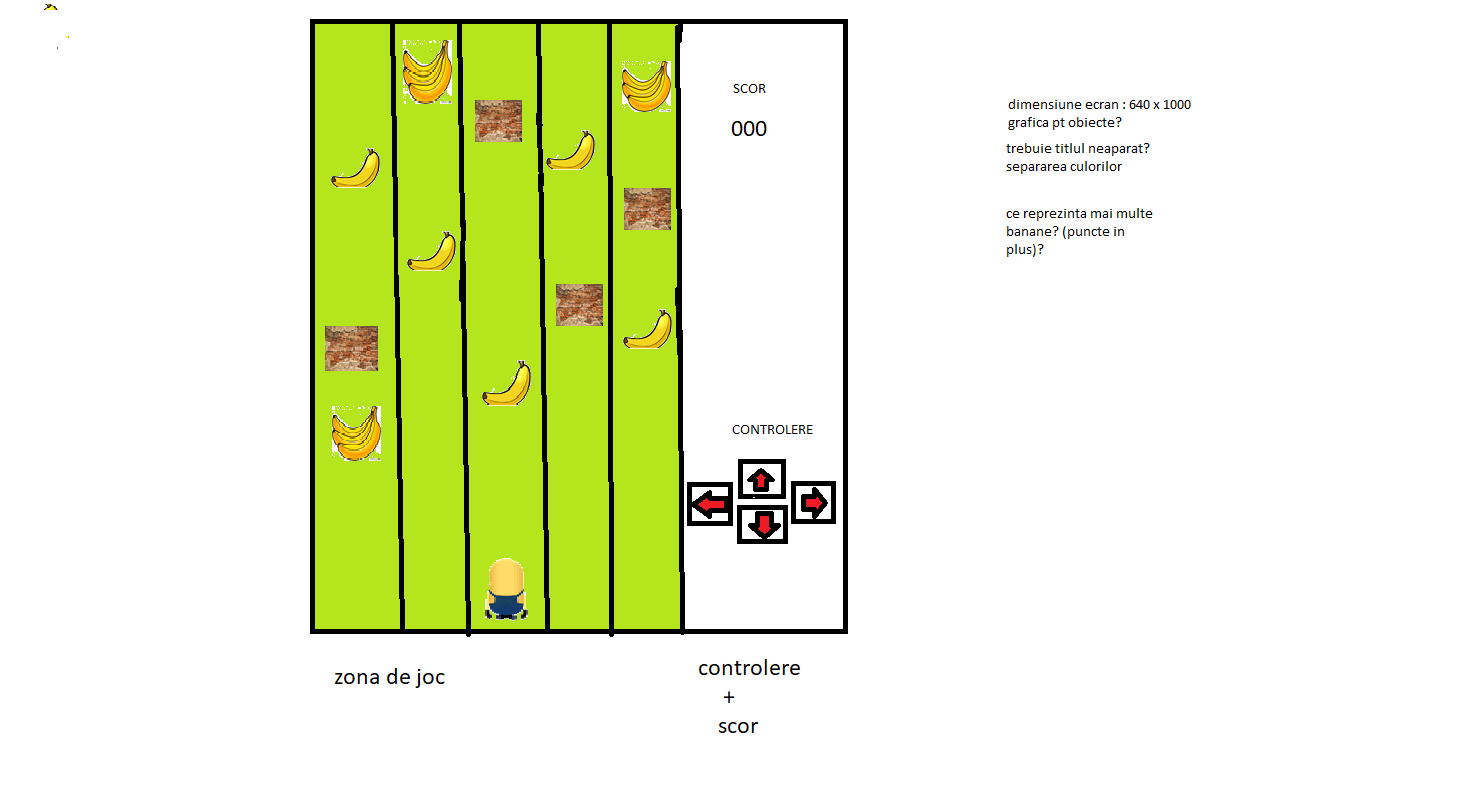 SCOR
000
CONTROLERE
zona de joc
controlere
+
scor
dimensiune ecran : 640 x 1000
grafica pt obiecte?
trebuie titlul neaparat?
separarea culorilor
ce reprezinta mai multe
banane? (puncte in
plus)?